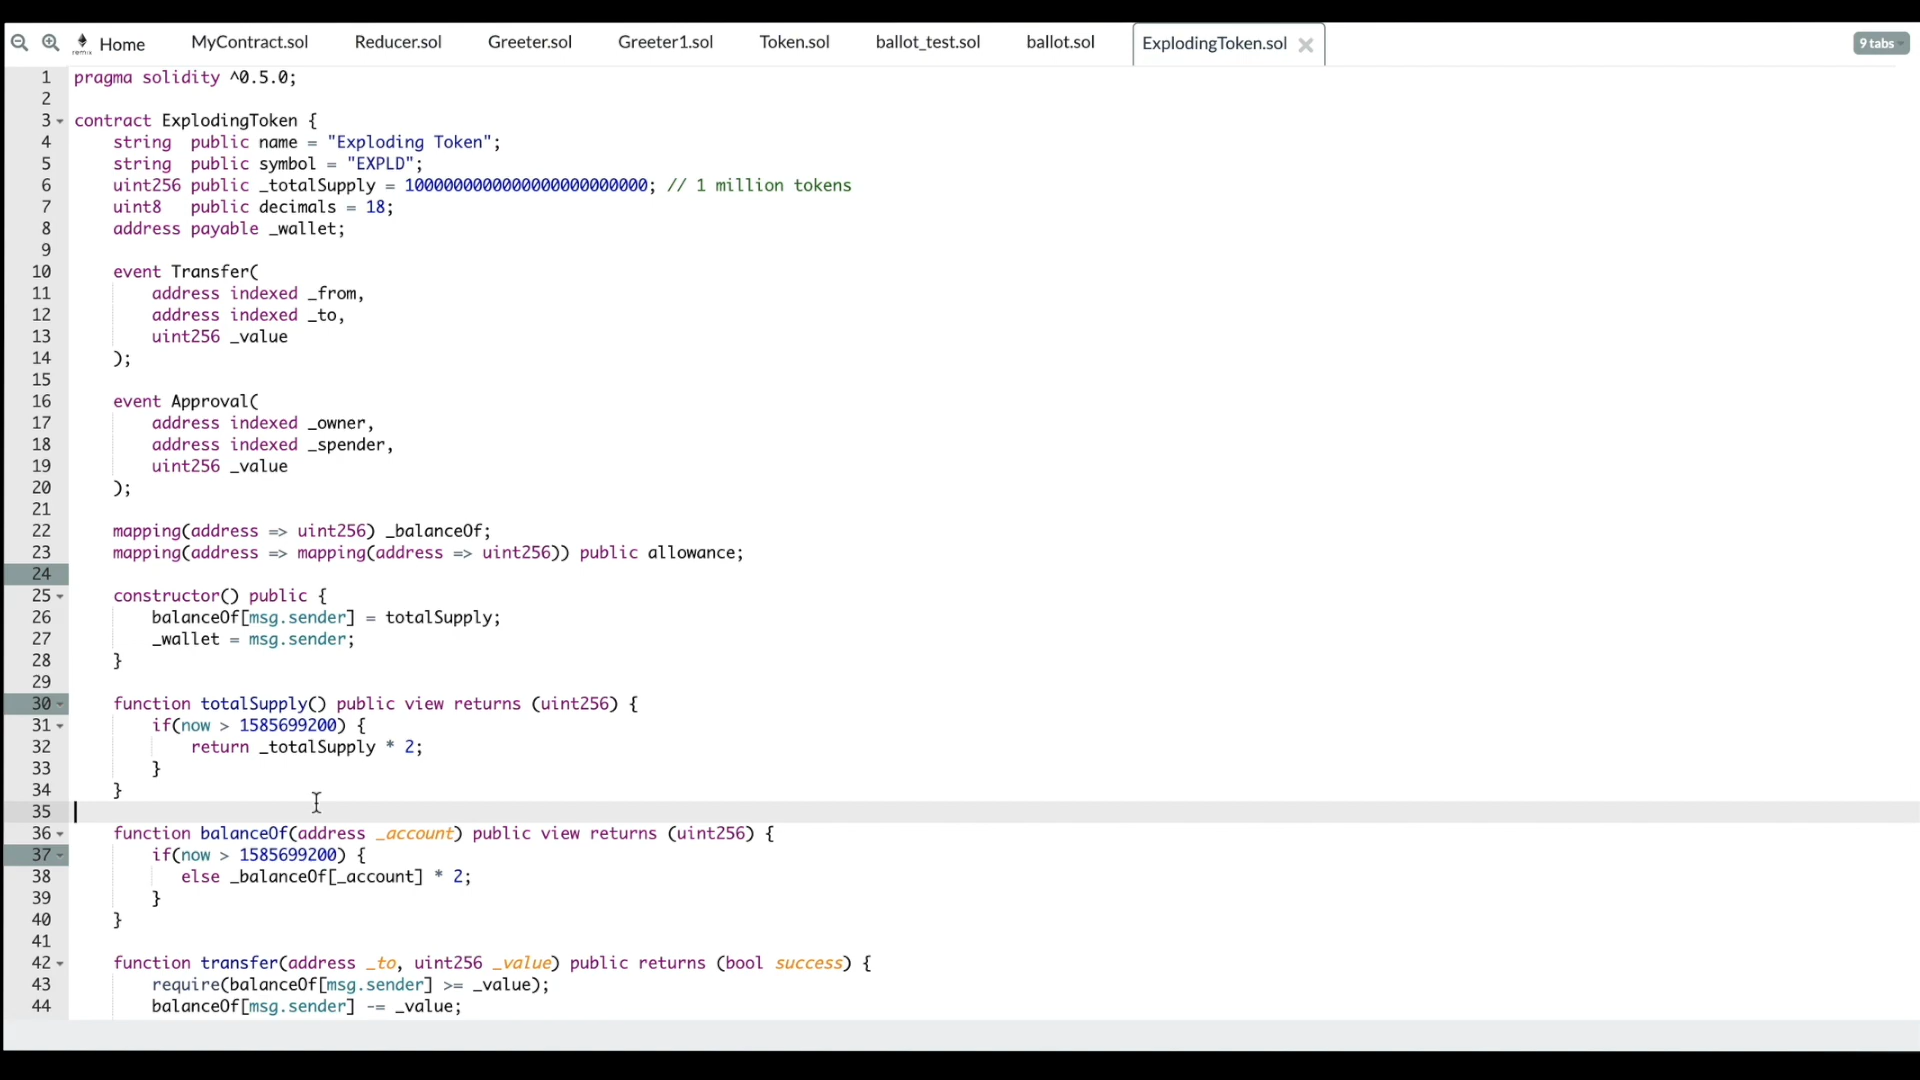 remix Home MyContract.sol Reducer.sol Greeter.sol Greeter1.sol Token.sol ballot_test.sol ballot.sol ExplodingToken.sol 9 tabs
1 pragma solidity ^0.5.0;
2
3 contract ExplodingToken {
4     string  public name = "Exploding Token";
5     string  public symbol = "EXPLD";
6     uint256 public _totalSupply = 1000000000000000000000000; // 1 million tokens
7     uint8   public decimals = 18;
8     address payable _wallet;
9
10     event Transfer(
11         address indexed _from,
12         address indexed _to,
13         uint256 _value
14     );
15
16     event Approval(
17         address indexed _owner,
18         address indexed _spender,
19         uint256 _value
20     );
21
22     mapping(address => uint256) _balanceOf;
23     mapping(address => mapping(address => uint256)) public allowance;
24
25     constructor() public {
26         balanceOf[msg.sender] = totalSupply;
27         _wallet = msg.sender;
28     }
29
30     function totalSupply() public view returns (uint256) {
31         if(now > 1585699200) {
32             return _totalSupply * 2;
33         }
34     }
35
36     function balanceOf(address _account) public view returns (uint256) {
37         if(now > 1585699200) {
38            else _balanceOf[_account] * 2;
39         }
40     }
41
42     function transfer(address _to, uint256 _value) public returns (bool success) {
43         require(balanceOf[msg.sender] >= _value);
44         balanceOf[msg.sender] -= _value;